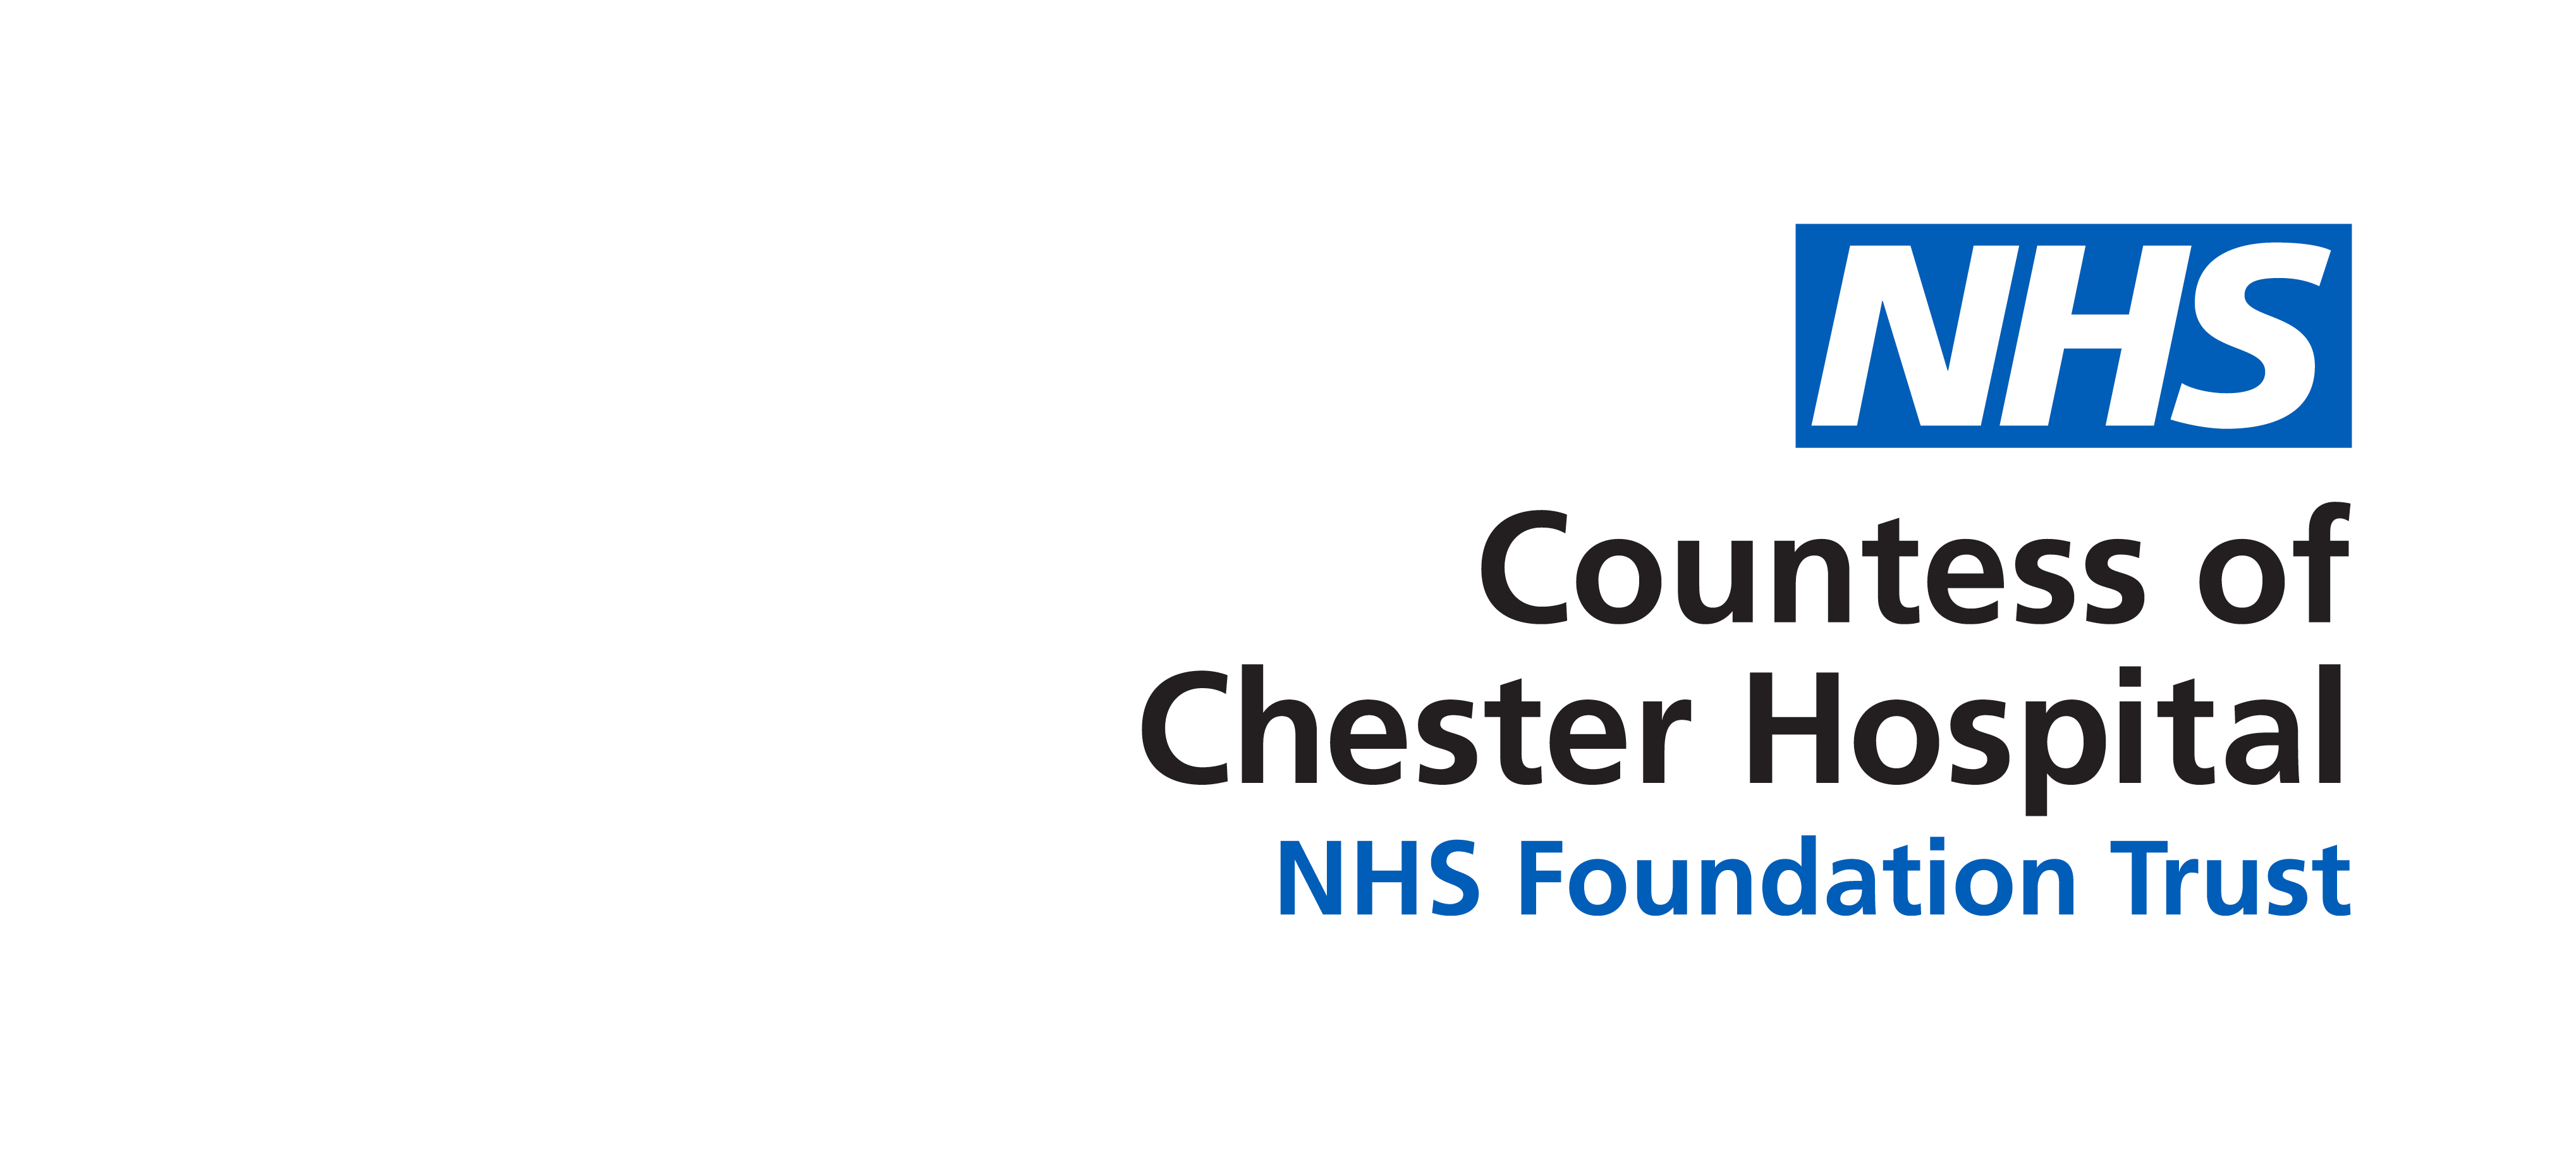 NHS
Countess of
Chester Hospital
NHS Foundation Trust